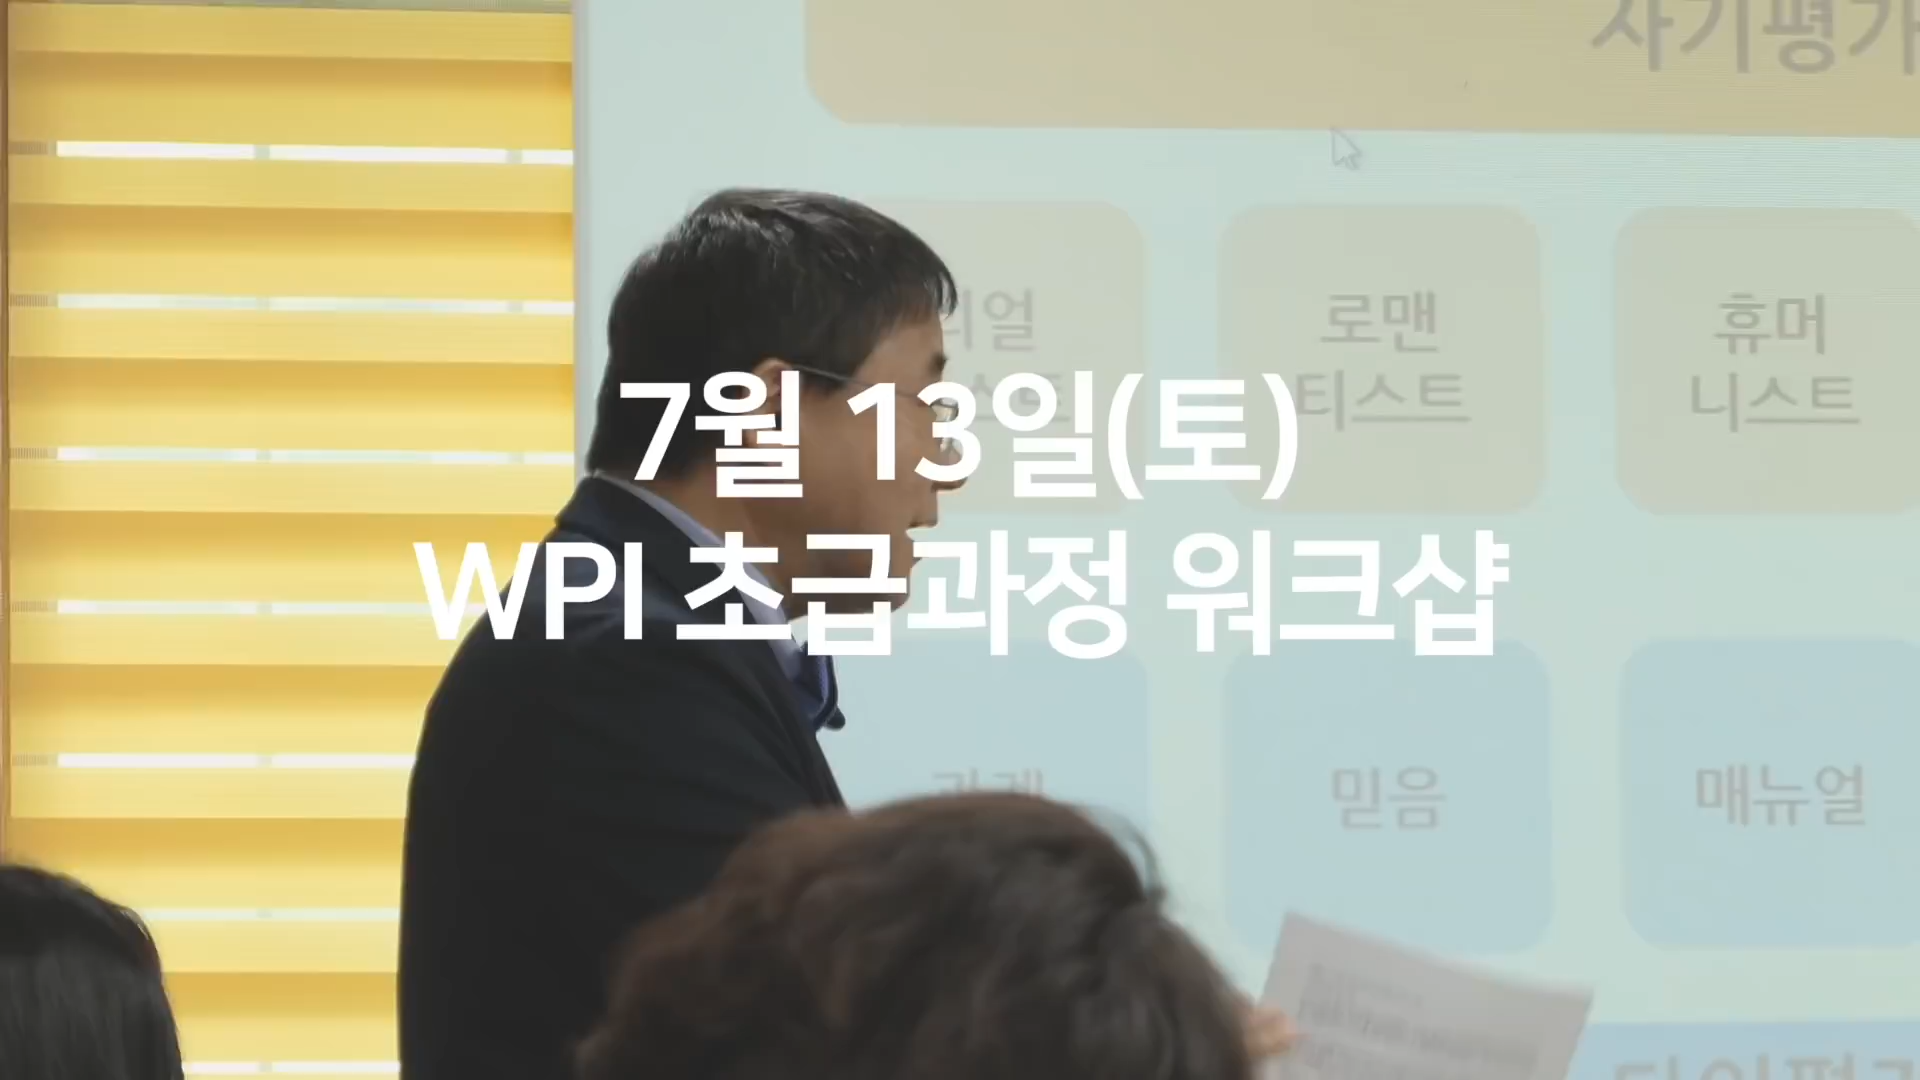 자기평가
로맨
티스트
휴머
니스트
7월 13일(토)
WPI 초급과정 워크샵
믿음
매뉴얼